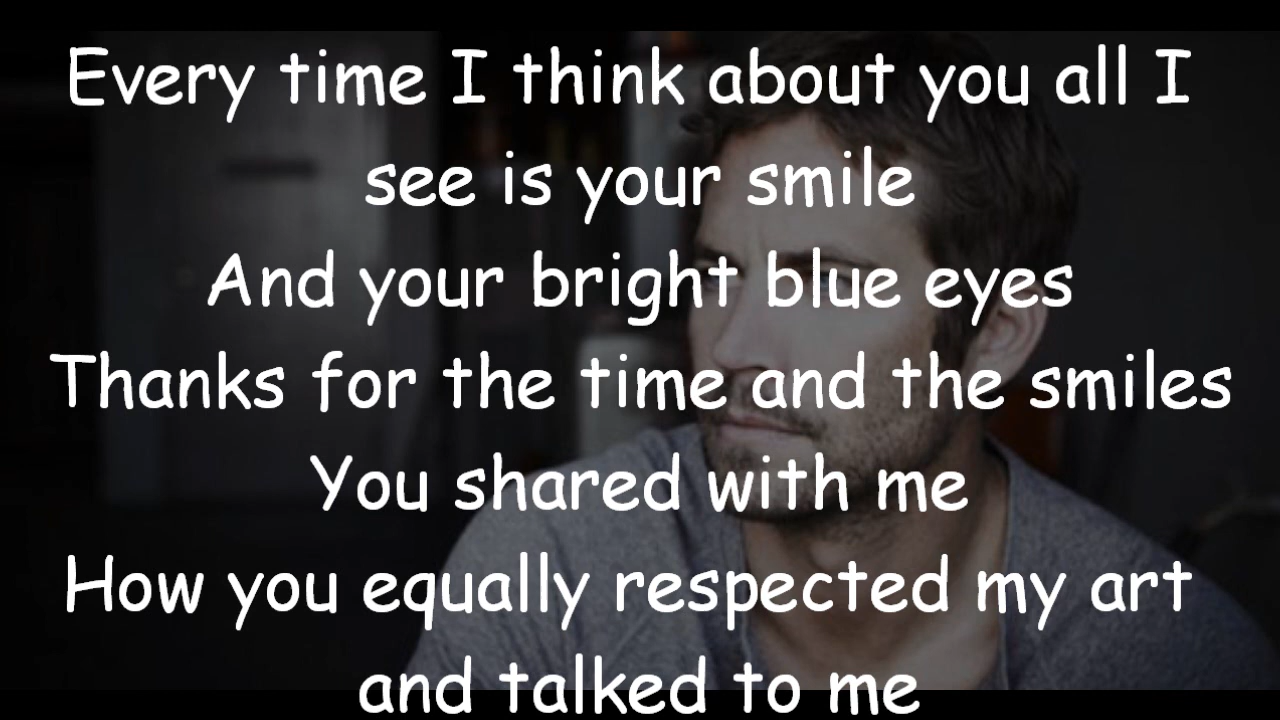 Every time I think about you all I
see is your smile
And your bright blue eyes
Thanks for the time and the smiles
You shared with me
How you equally respected my art
and talked to me